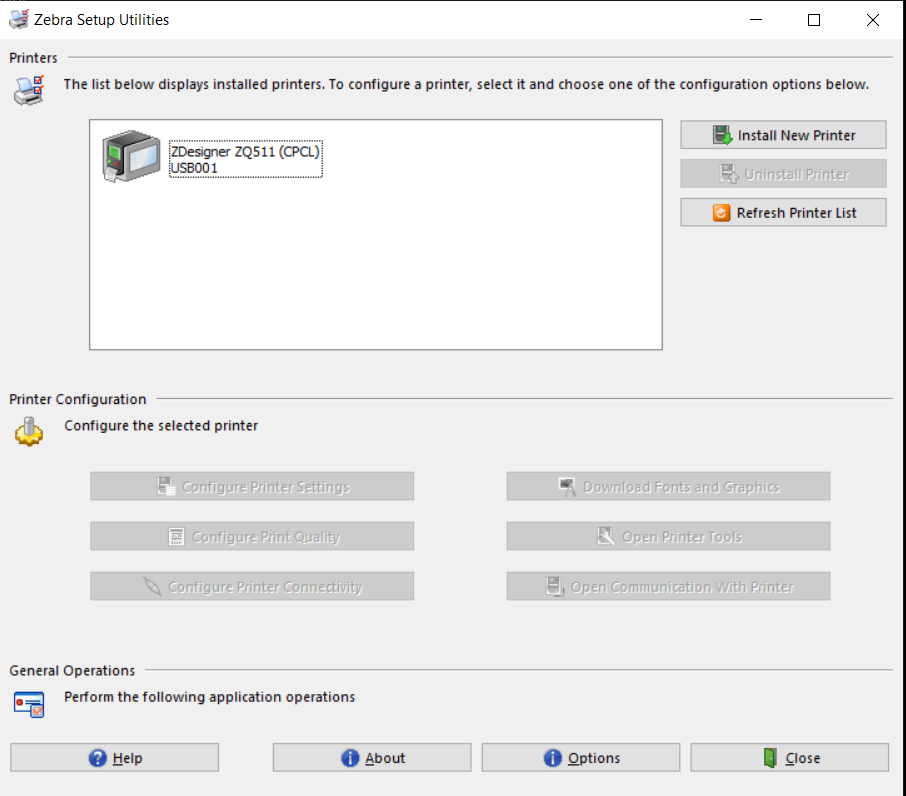 Zebra Setup Utilities
Printers
The list below displays installed printers. To configure a printer, select it and choose one of the configuration options below.
ZDesigner ZQ511 (CPCL)
USB001
Install New Printer
Uninstall Printer
Refresh Printer List
Printer Configuration
Configure the selected printer
Configure Printer Settings
Download Fonts and Graphics
Configure Print Quality
Open Printer Tools
Configure Printer Connectivity
Open Communication With Printer
General Operations
Perform the following application operations
Help
About
Options
Close